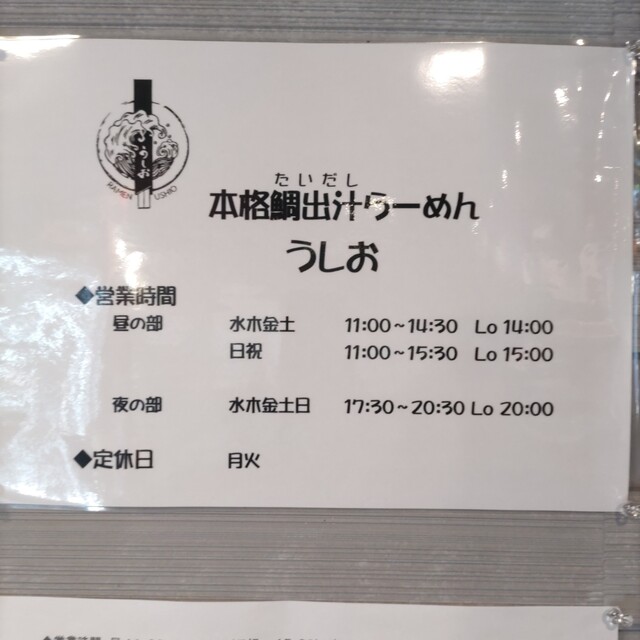 うしお
RAMEN USHIO
たいだし
本格鯛出汁らーめん
うしお
◆営業時間
昼の部 水木金土 11:00~14:30 Lo 14:00
日祝 11:00~15:30 Lo 15:00
夜の部 水木金土日 17:30~20:30 Lo 20:00
◆定休日 月火